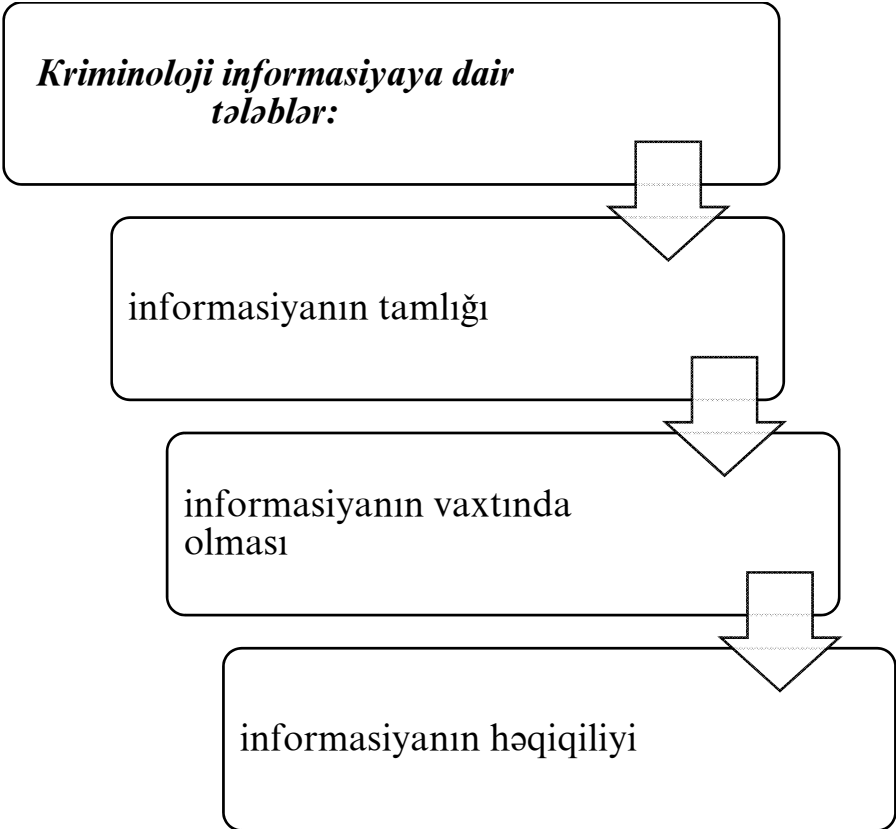 Kriminoloji informasiyaya dair
tələblər:
informasiyanın tamlığı
informasiyanın vaxtında
olması
informasiyanın həqiqiliyi